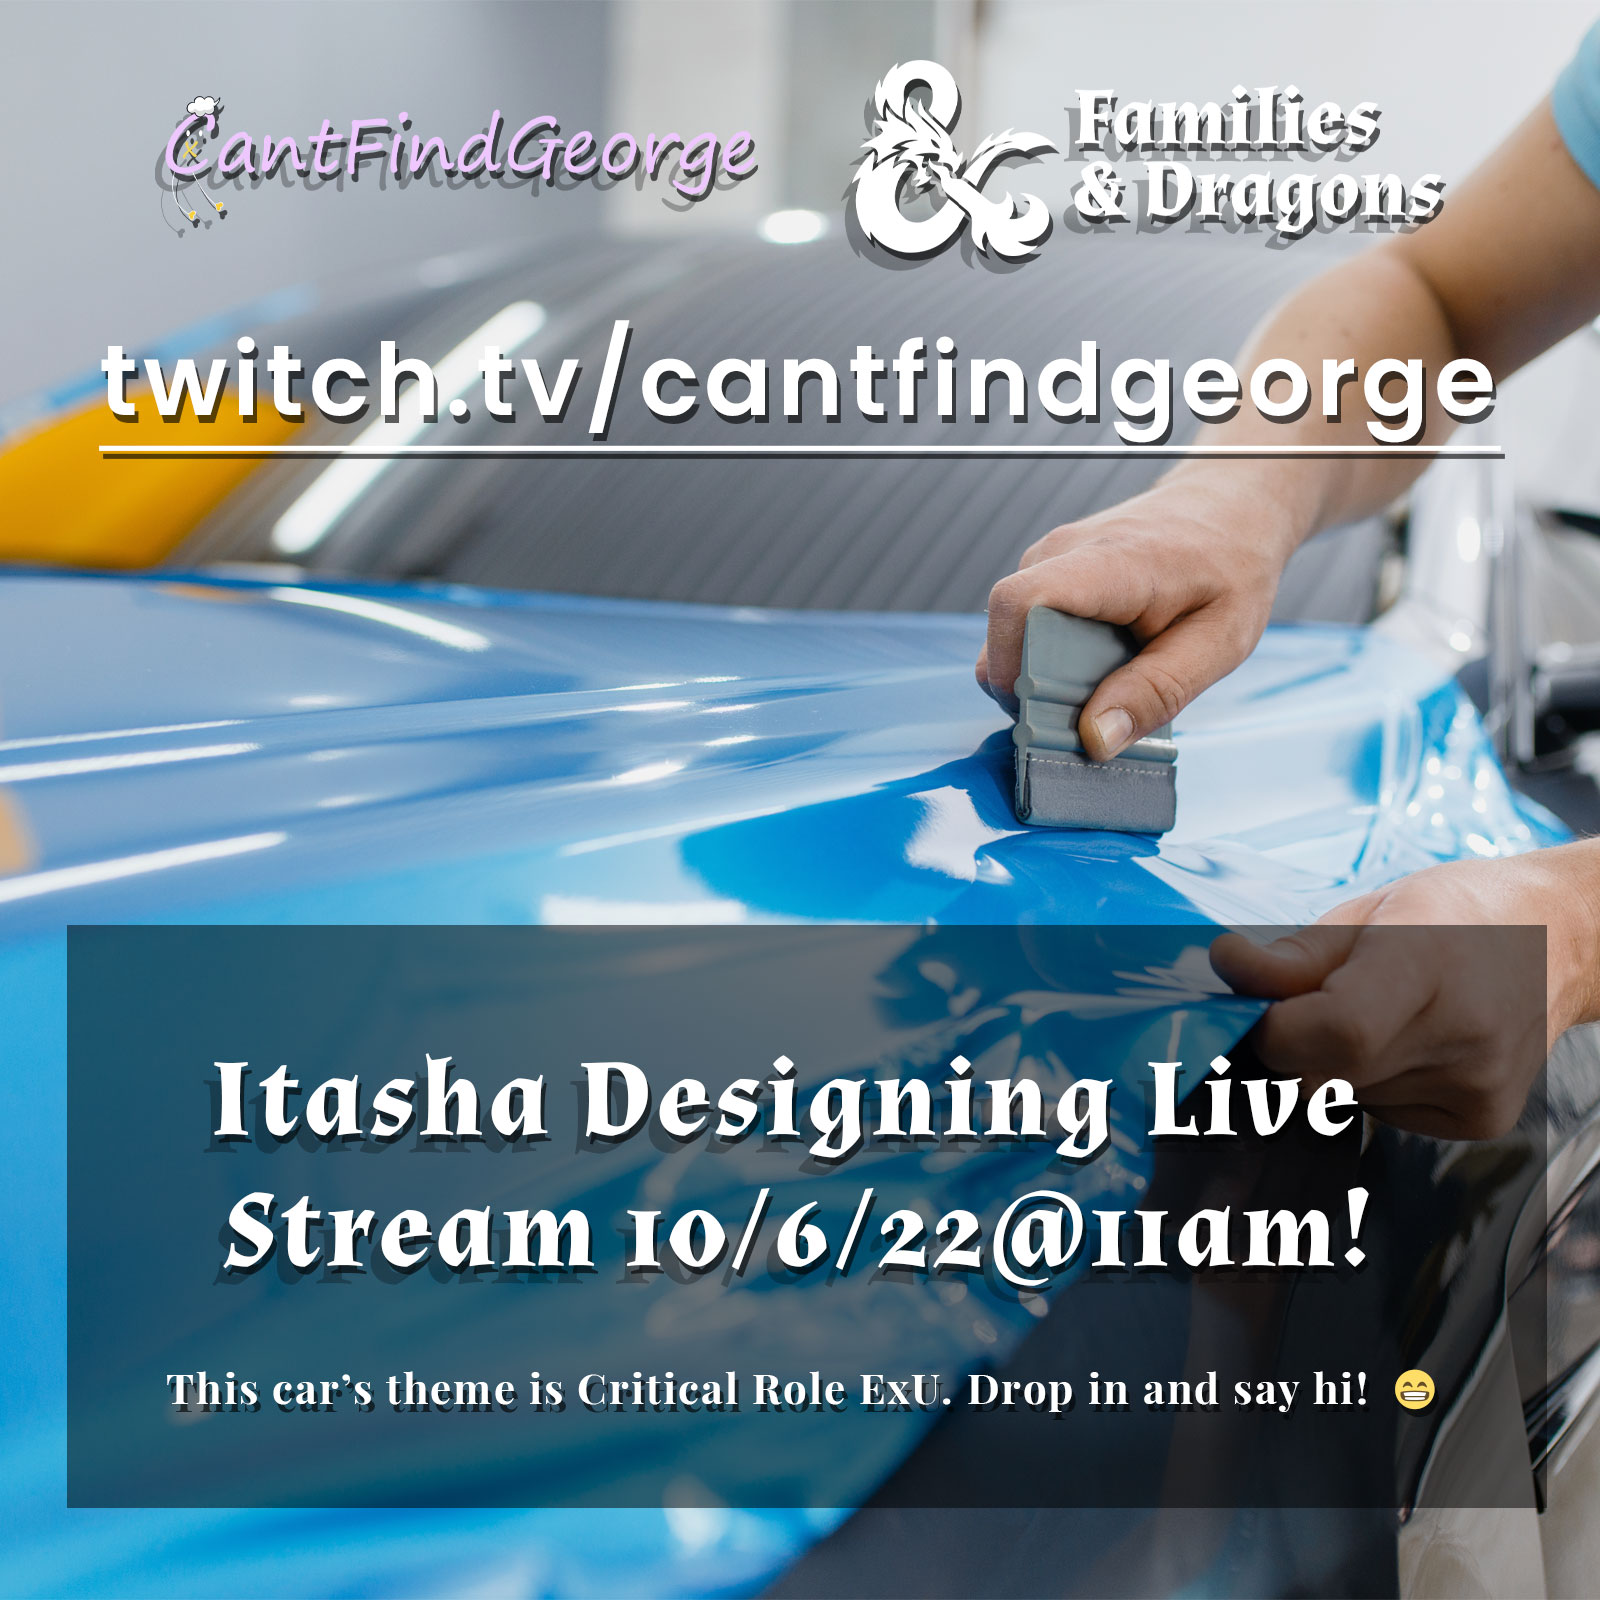 CantFindGeorge
Families
& Dragons
twitch.tv/cantfindgeorge
Itasha Designing Live
Stream 10/6/22@11am!
This car’s theme is Critical Role ExU. Drop in and say hi! 😁